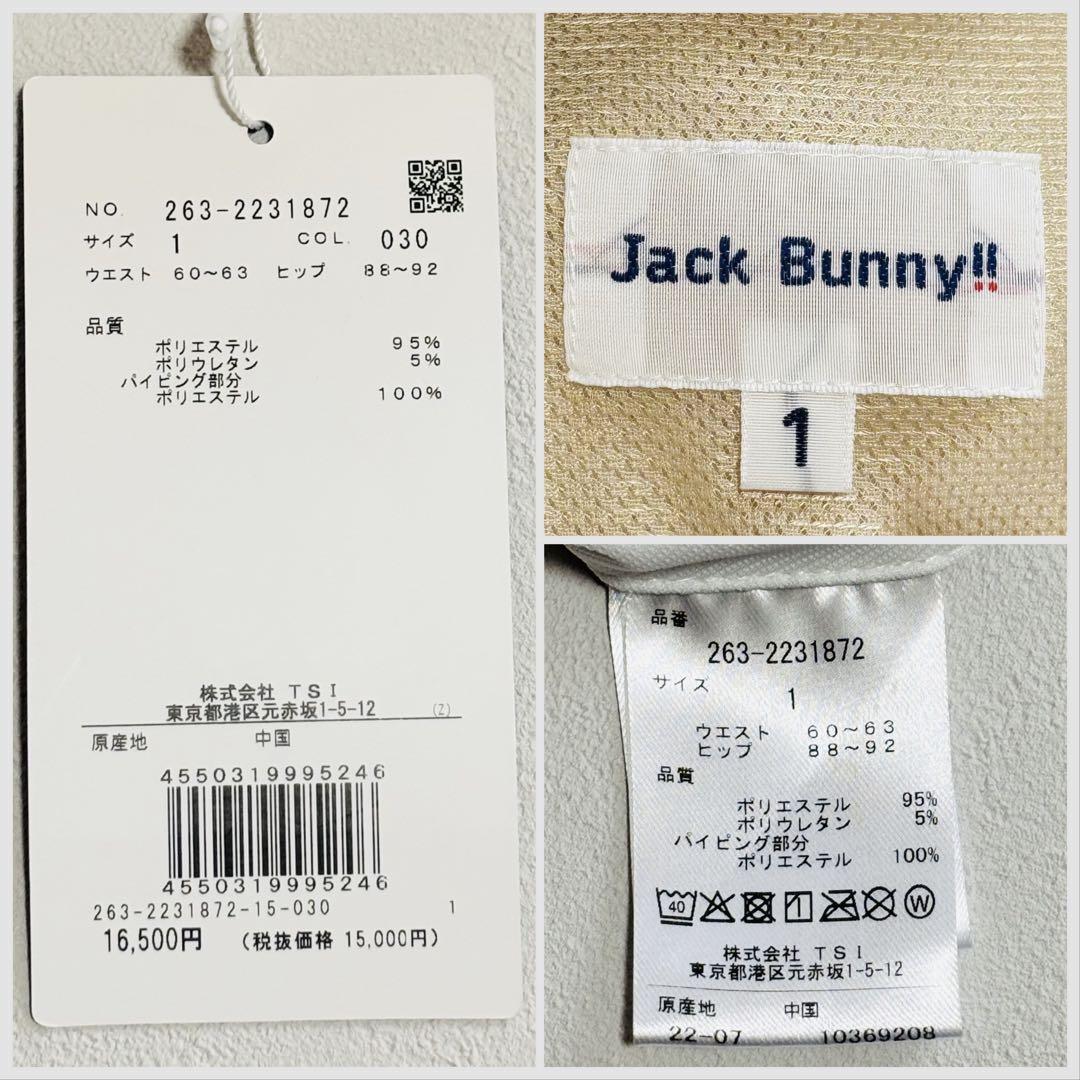 NO. 263-2231872
サイズ 1 COL. 030
ウエスト 60～63 ヒップ 88～92
品質
ポリエステル 95%
ポリウレタン 5%
パイピング部分
ポリエステル 100%
株式会社 TSI
東京都港区元赤坂1-5-12 (Z)
原産地 中国
4550319995246
4550319995246
263-2231872-15-030 1
16,500円 (税抜価格 15,000円)
Jack Bunny!!
1
品番
263-2231872
サイズ
1
ウエスト 60～63
ヒップ 88～92
品質
ポリエステル 95%
ポリウレタン 5%
パイピング部分
ポリエステル 100%
40 W
株式会社 TSI
東京都港区元赤坂1-5-12
原産地 中国
22-07 10369208